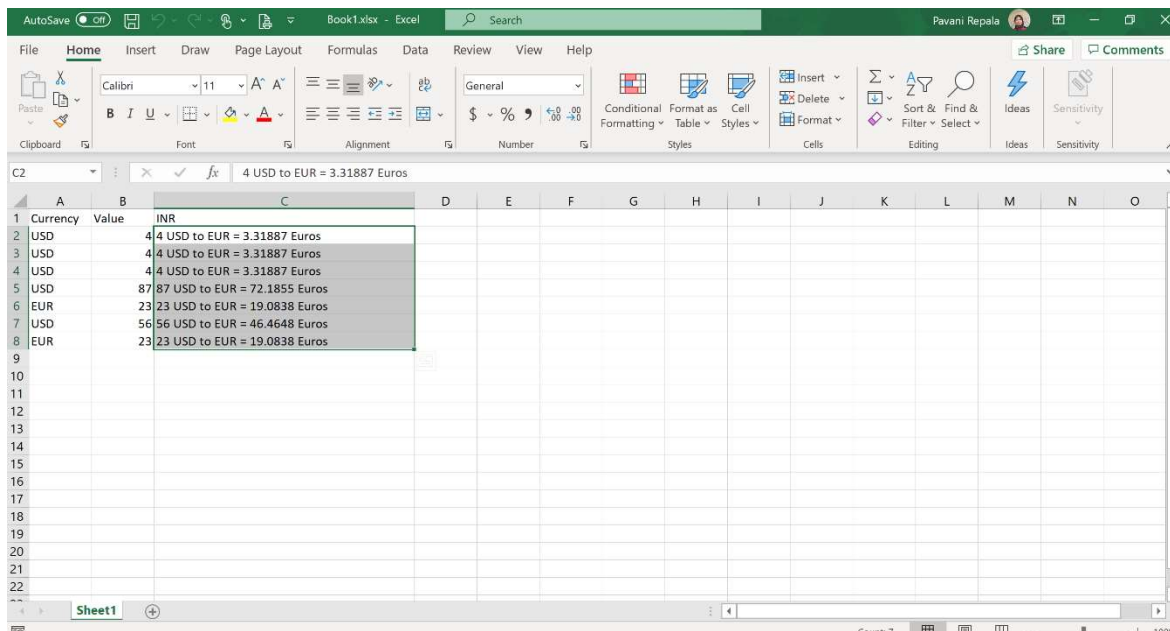 AutoSave Off Book1.xlsx - Excel Search Pavani Repala
File Home Insert Draw Page Layout Formulas Data Review View Help Share Comments
Paste Calibri 11 General Conditional Formatting Format as Table Cell Styles Insert Delete Format Sort & Filter Find & Select Ideas Sensitivity
Clipboard Font Alignment Number Styles Cells Editing Ideas Sensitivity
C2 fx 4 USD to EUR = 3.31887 Euros
A B C D E F G H I J K L M N O
1 Currency Value INR
2 USD 4 4 USD to EUR = 3.31887 Euros
3 USD 4 4 USD to EUR = 3.31887 Euros
4 USD 4 4 USD to EUR = 3.31887 Euros
5 USD 87 87 USD to EUR = 72.1855 Euros
6 EUR 23 23 USD to EUR = 19.0838 Euros
7 USD 56 56 USD to EUR = 46.4648 Euros
8 EUR 23 23 USD to EUR = 19.0838 Euros
9
10
11
12
13
14
15
16
17
18
19
20
21
22
Sheet1